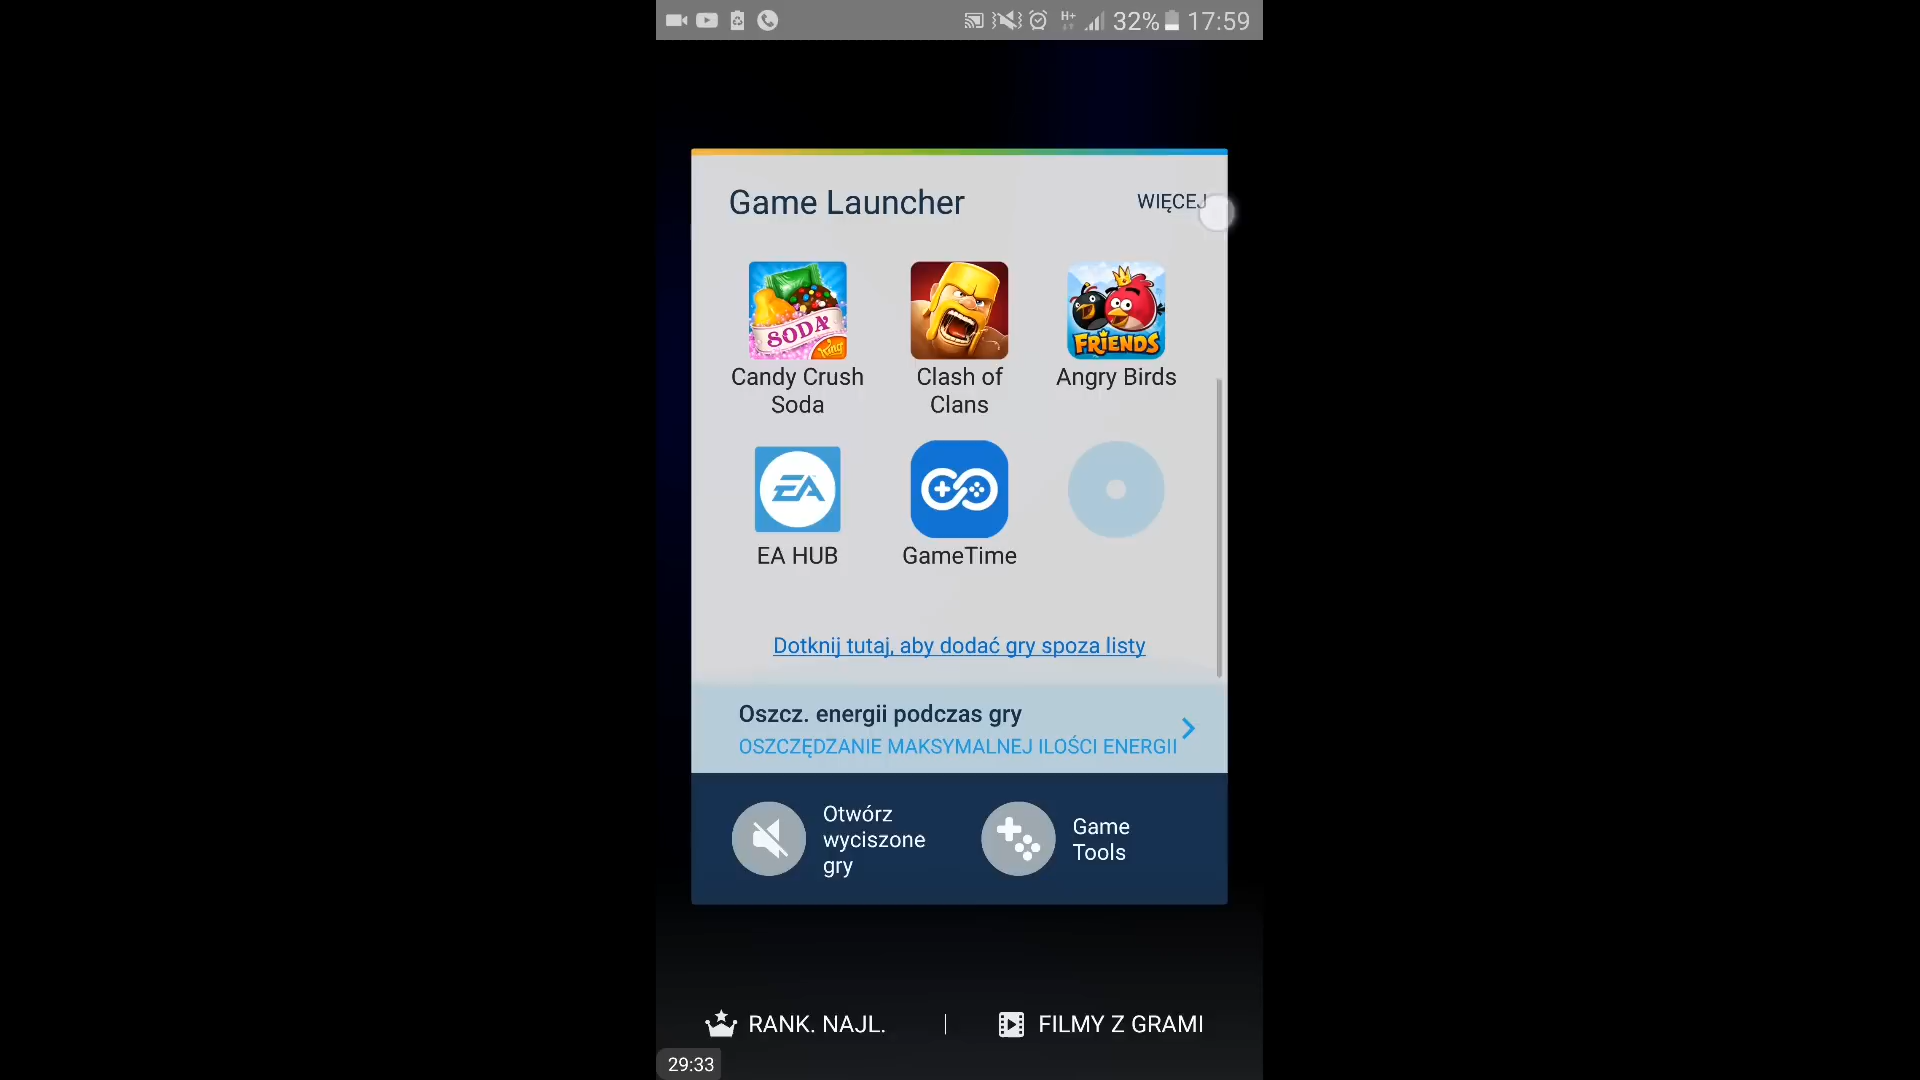 H+ 32% 17:59
Game Launcher WIĘCEJ
SODA
King
FRIENDS
Candy Crush
Soda
Clash of
Clans
Angry Birds
EA
EA HUB
GameTime
Dotknij tutaj, aby dodać gry spoza listy
Oszcz. energii podczas gry
OSZCZĘDZANIE MAKSYMALNEJ ILOŚCI ENERGII
Otwórz
wyciszone
gry
Game
Tools
RANK. NAJL. | FILMY Z GRAMI
29:33